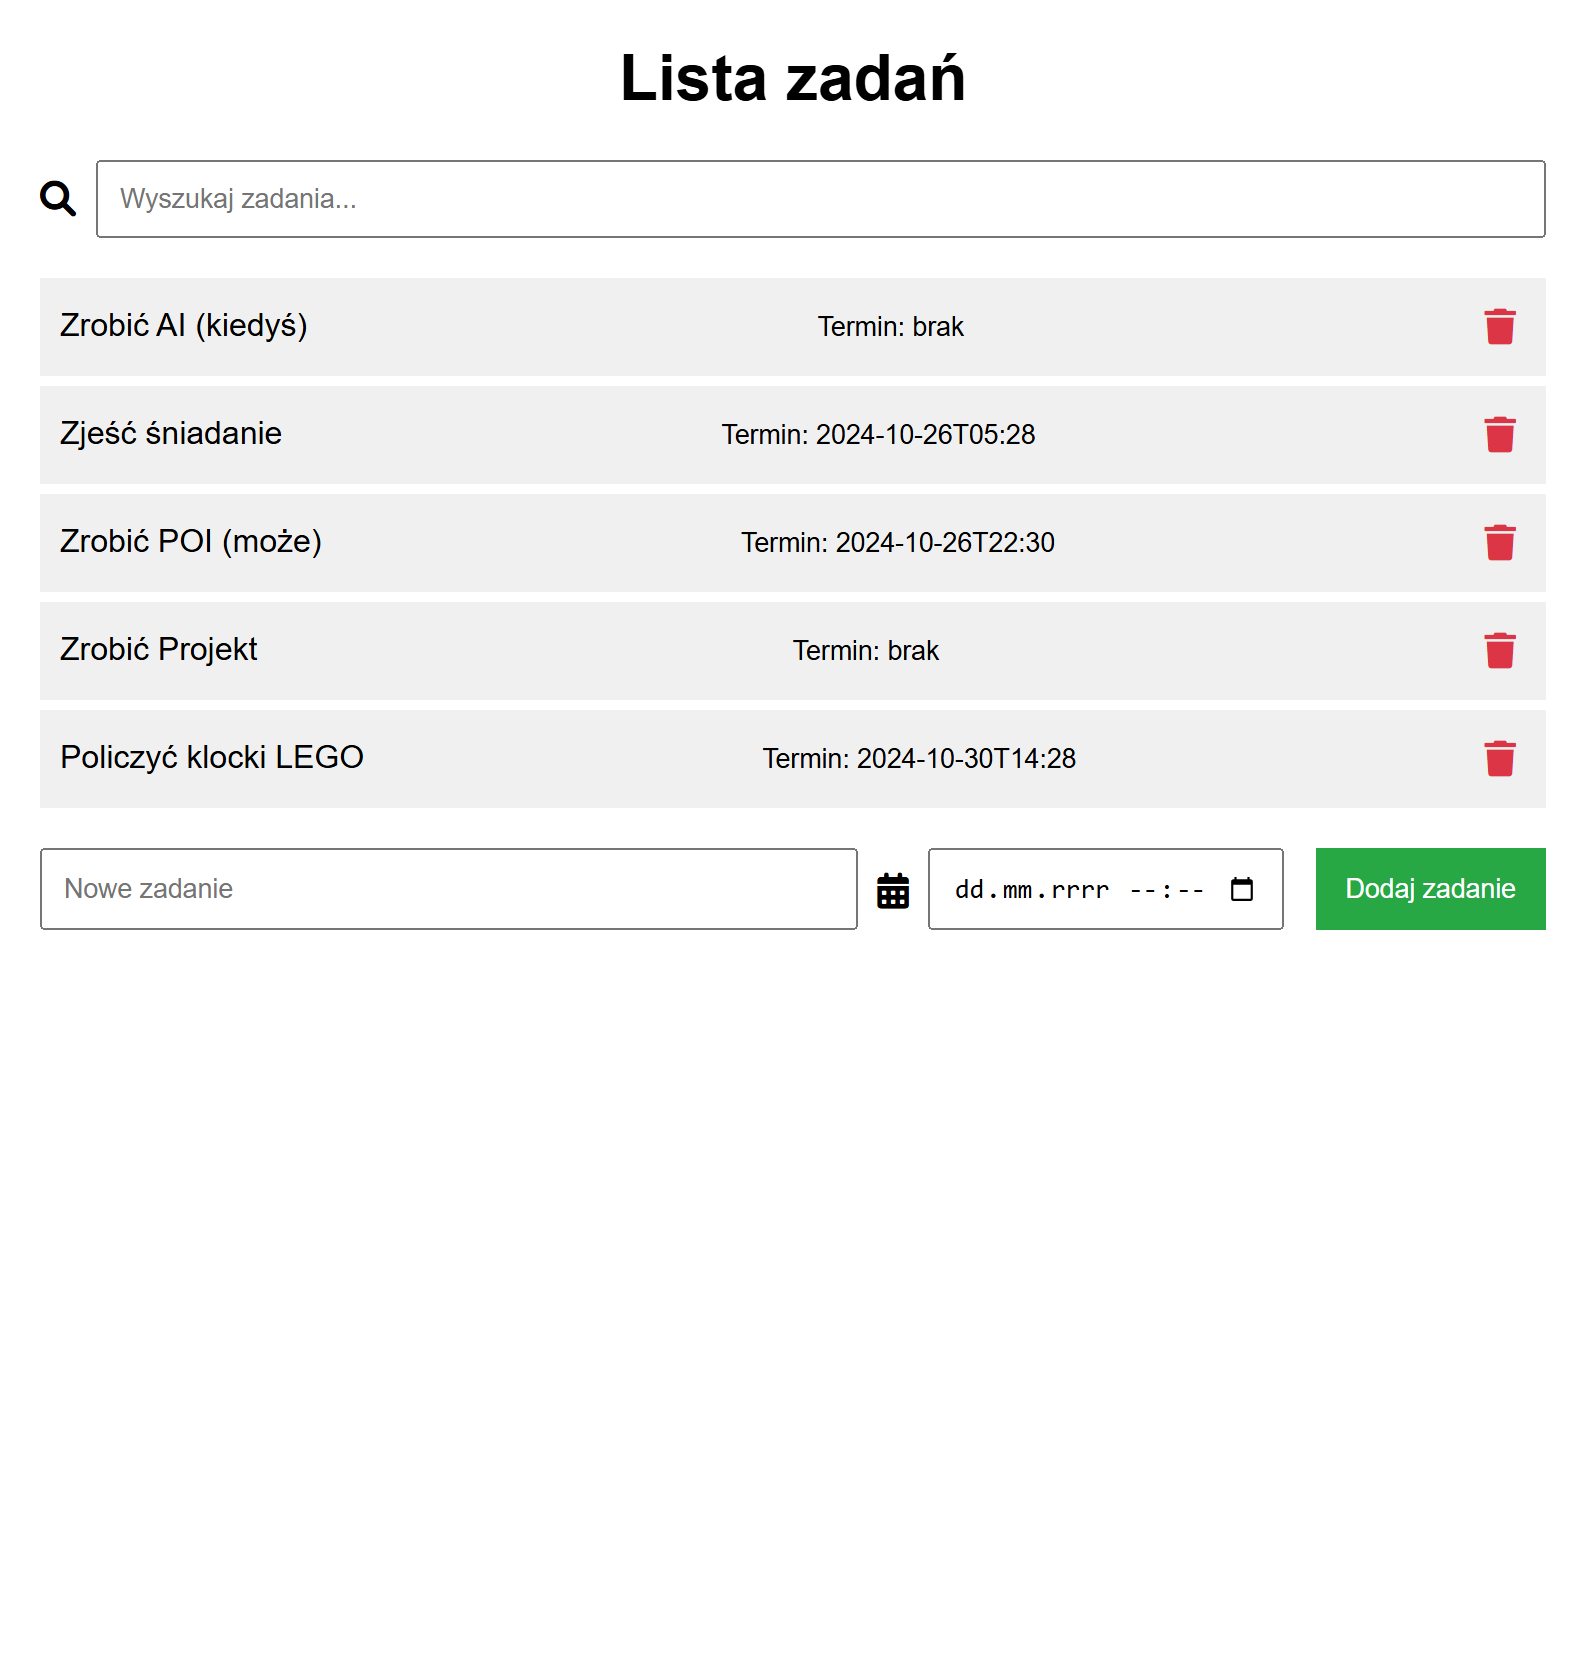 Lista zadań
Wyszukaj zadania...
Zrobić AI (kiedyś) Termin: brak
Zjeść śniadanie Termin: 2024-10-26T05:28
Zrobić POI (może) Termin: 2024-10-26T22:30
Zrobić Projekt Termin: brak
Policzyć klocki LEGO Termin: 2024-10-30T14:28
Nowe zadanie dd.mm.rrrr --:-- Dodaj zadanie